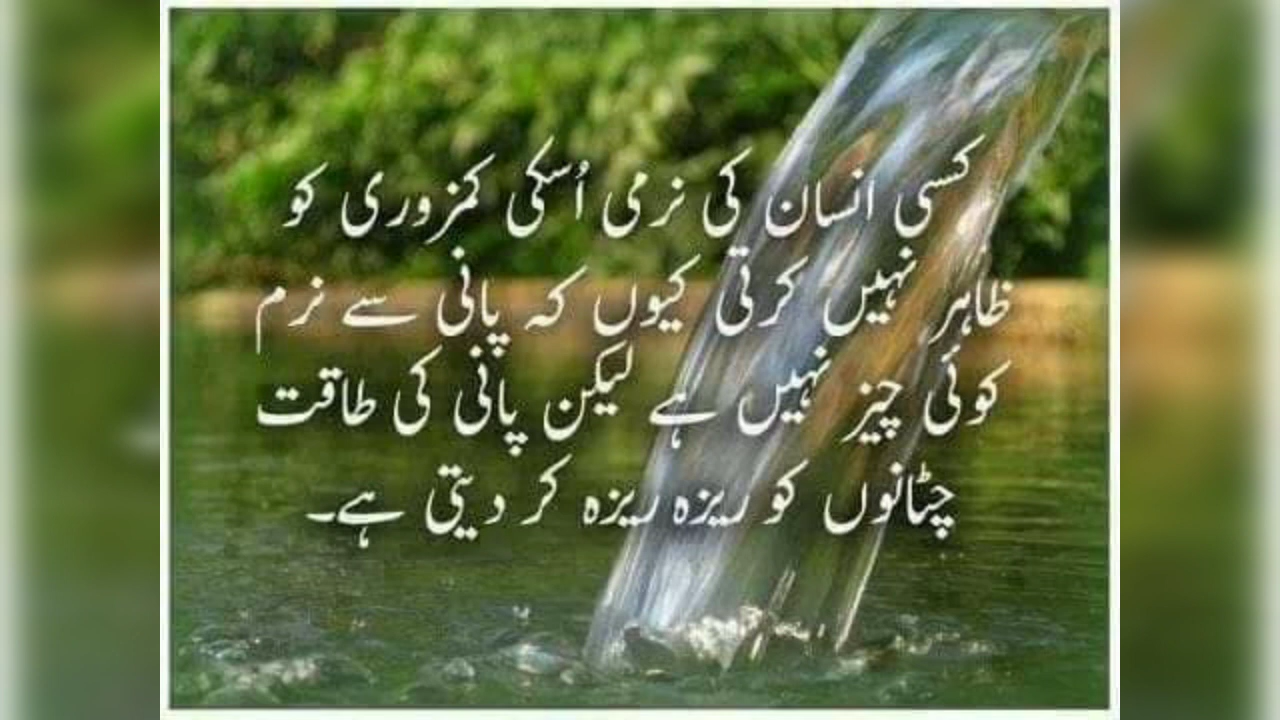 کسی انسان کی نرمی اُسکی کمزوری کو
ظاہر نہیں کرتی کیوں کہ پانی سے نرم
کوئی چیز نہیں ہے لیکن پانی کی طاقت
چٹانوں کو ریزہ ریزہ کر دیتی ہے۔